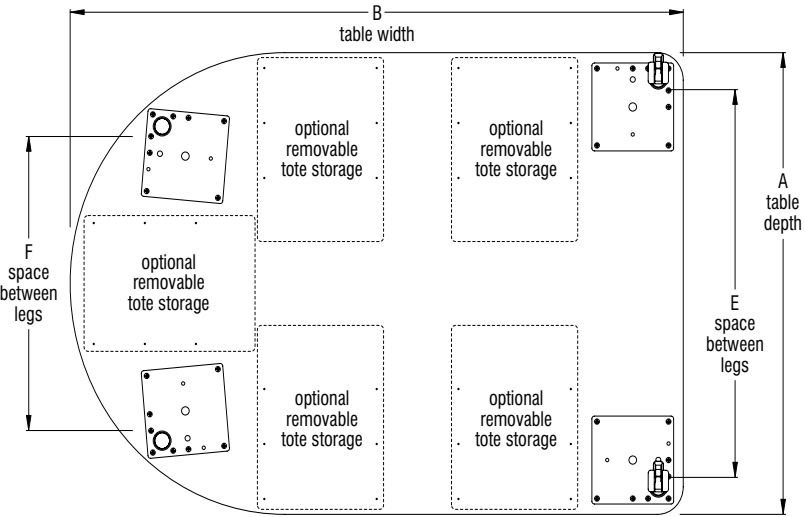 B
table width
optional
removable
tote storage
optional
removable
tote storage
A
table
depth
F
space
between
legs
optional
removable
tote storage
E
space
between
legs
optional
removable
tote storage
optional
removable
tote storage